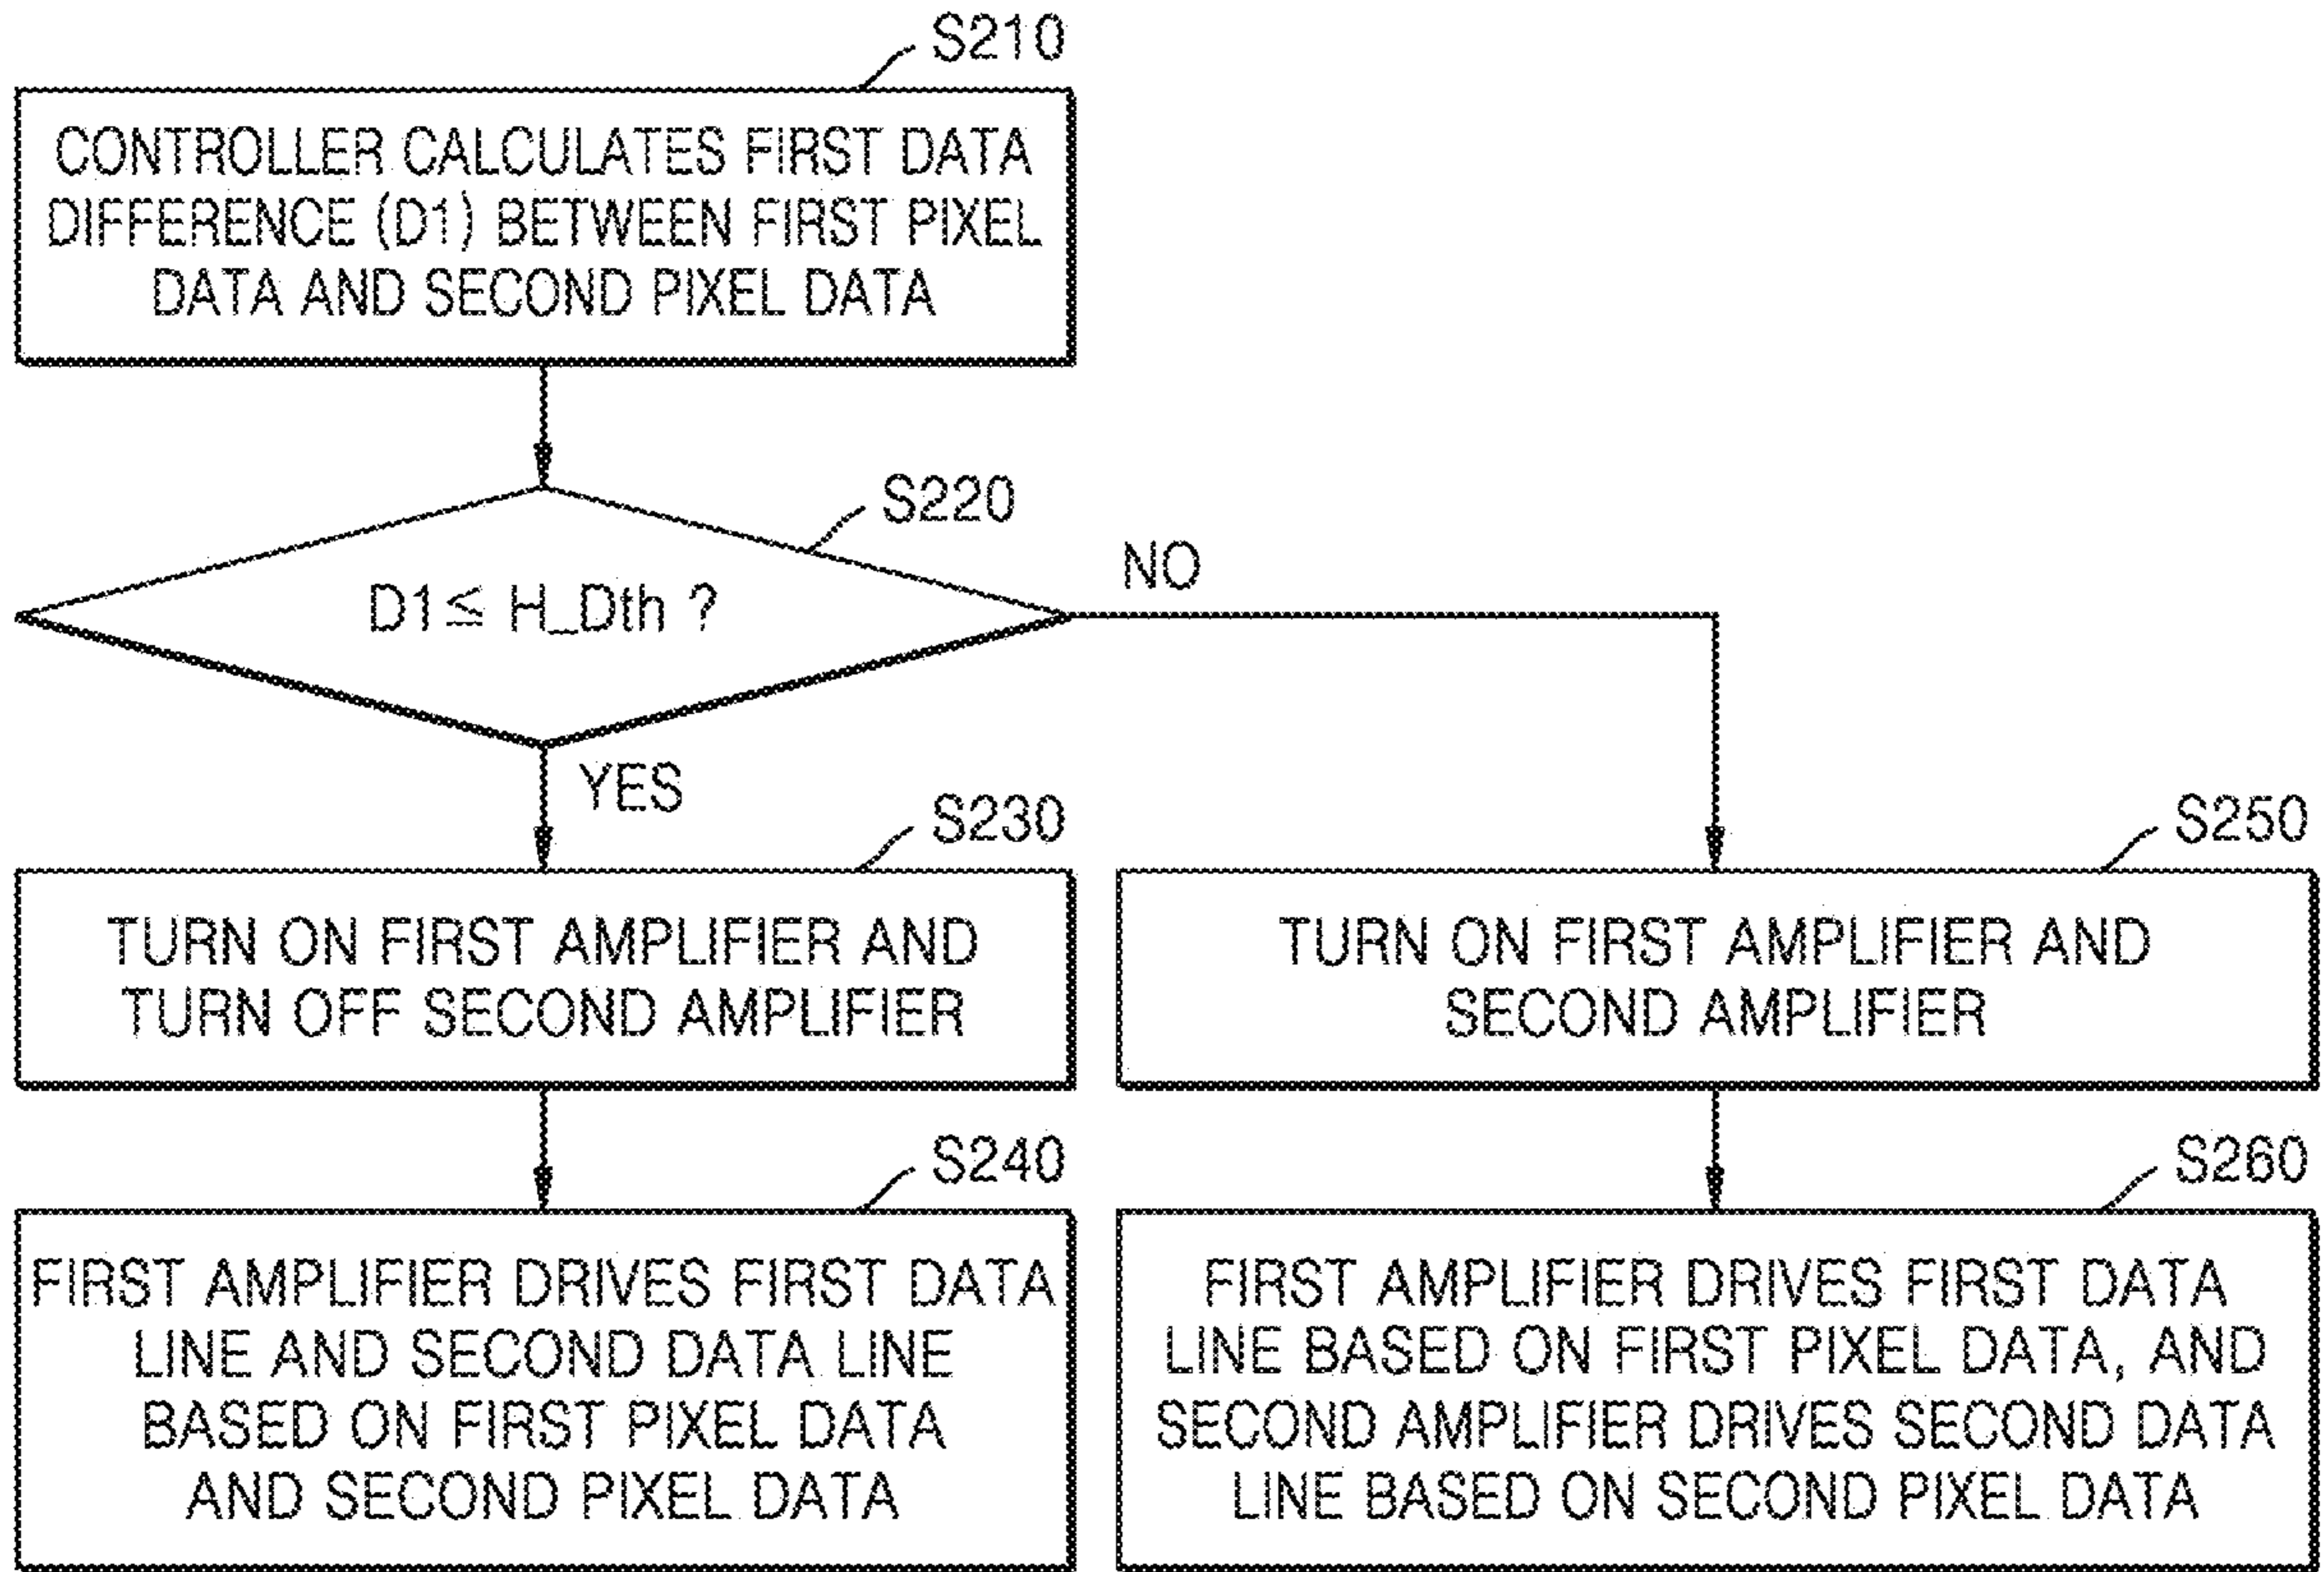 S210
CONTROLLER CALCULATES FIRST DATA
DIFFERENCE (D1) BETWEEN FIRST PIXEL
DATA AND SECOND PIXEL DATA
S220
D1≦ H_Dth ?
NO
YES
S230
TURN ON FIRST AMPLIFIER AND
TURN OFF SECOND AMPLIFIER
S250
TURN ON FIRST AMPLIFIER AND
SECOND AMPLIFIER
S240
FIRST AMPLIFIER DRIVES FIRST DATA
LINE AND SECOND DATA LINE
BASED ON FIRST PIXEL DATA
AND SECOND PIXEL DATA
S260
FIRST AMPLIFIER DRIVES FIRST DATA
LINE BASED ON FIRST PIXEL DATA, AND
SECOND AMPLIFIER DRIVES SECOND DATA
LINE BASED ON SECOND PIXEL DATA